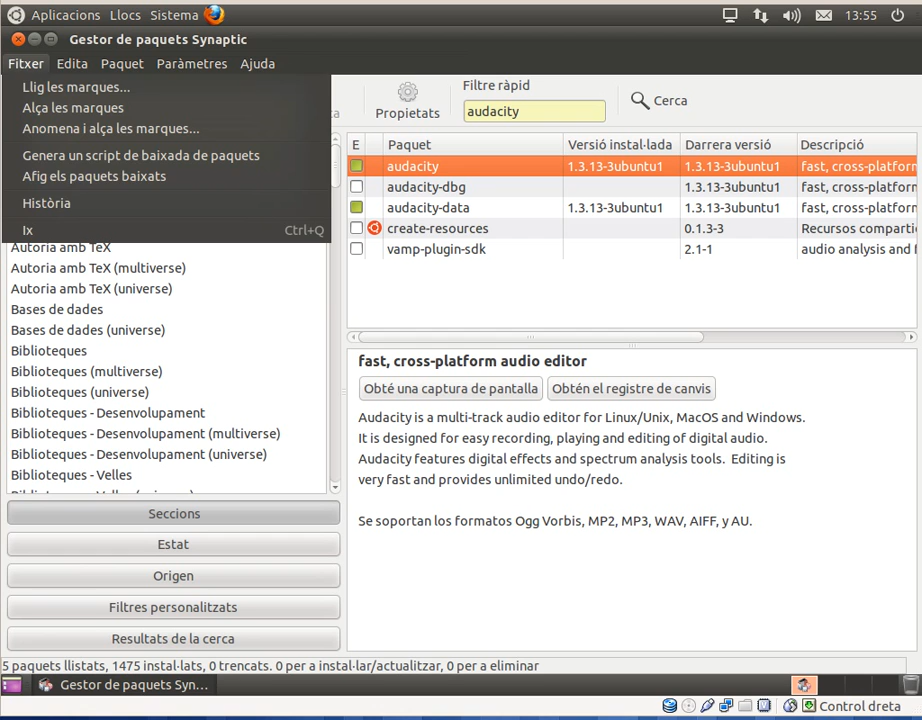 Aplicacions Llocs Sistema 13:55
Gestor de paquets Synaptic
Fitxer Edita Paquet Paràmetres Ajuda
Llig les marques...
Alça les marques
Anomena i alça les marques...
Genera un script de baixada de paquets
Afig els paquets baixats
Història
Ix Ctrl+Q
Propietats
Filtre ràpid
audacity
Cerca
E Paquet Versió instal·lada Darrera versió Descripció
audacity 1.3.13-3ubuntu1 1.3.13-3ubuntu1 fast, cross-platform
audacity-dbg 1.3.13-3ubuntu1 fast, cross-platform
audacity-data 1.3.13-3ubuntu1 1.3.13-3ubuntu1 fast, cross-platform
create-resources 0.1.3-3 Recursos comparti
vamp-plugin-sdk 2.1-1 audio analysis and
Autoria amb TeX
Autoria amb TeX (multiverse)
Autoria amb TeX (universe)
Bases de dades
Bases de dades (universe)
Biblioteques
Biblioteques (multiverse)
Biblioteques (universe)
Biblioteques - Desenvolupament
Biblioteques - Desenvolupament (multiverse)
Biblioteques - Desenvolupament (universe)
Biblioteques - Velles
Seccions
Estat
Origen
Filtres personalitzats
Resultats de la cerca
fast, cross-platform audio editor
Obté una captura de pantalla Obtén el registre de canvis
Audacity is a multi-track audio editor for Linux/Unix, MacOS and Windows.
It is designed for easy recording, playing and editing of digital audio.
Audacity features digital effects and spectrum analysis tools. Editing is
very fast and provides unlimited undo/redo.
Se soportan los formatos Ogg Vorbis, MP2, MP3, WAV, AIFF, y AU.
5 paquets llistats, 1475 instal·lats, 0 trencats. 0 per a instal·lar/actualitzar, 0 per a eliminar
Gestor de paquets Syn...
Control dreta